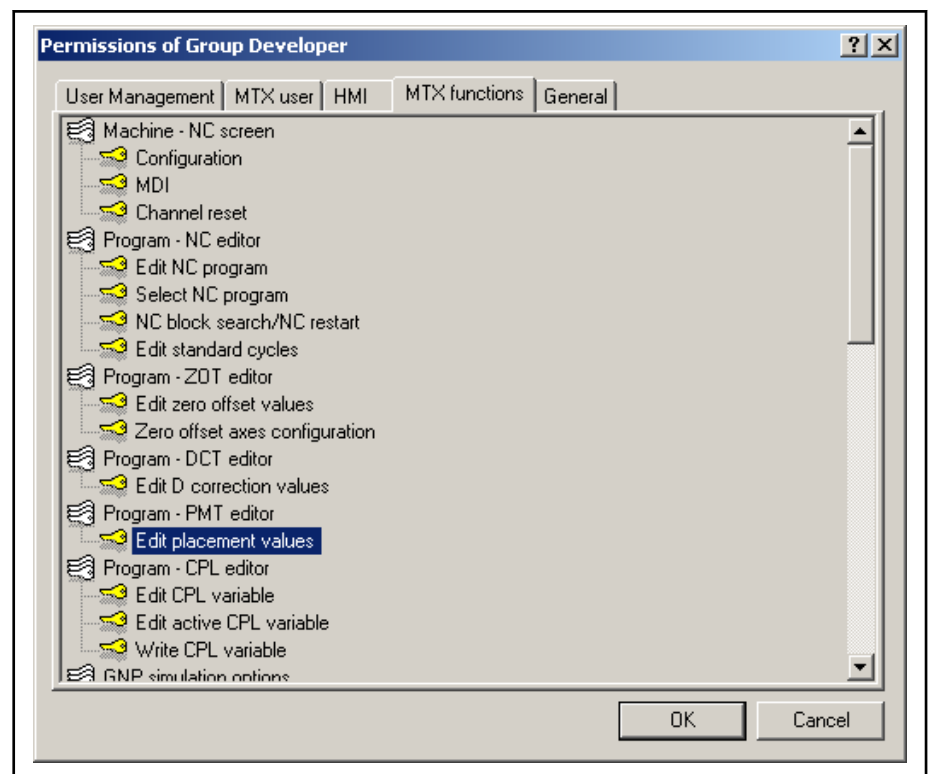 Permissions of Group Developer
User Management MTX user HMI MTX functions General
Machine - NC screen
Configuration
MDI
Channel reset
Program - NC editor
Edit NC program
Select NC program
NC block search/NC restart
Edit standard cycles
Program - ZOT editor
Edit zero offset values
Zero offset axes configuration
Program - DCT editor
Edit D correction values
Program - PMT editor
Edit placement values
Program - CPL editor
Edit CPL variable
Edit active CPL variable
Write CPL variable
GNP simulation options
OK Cancel